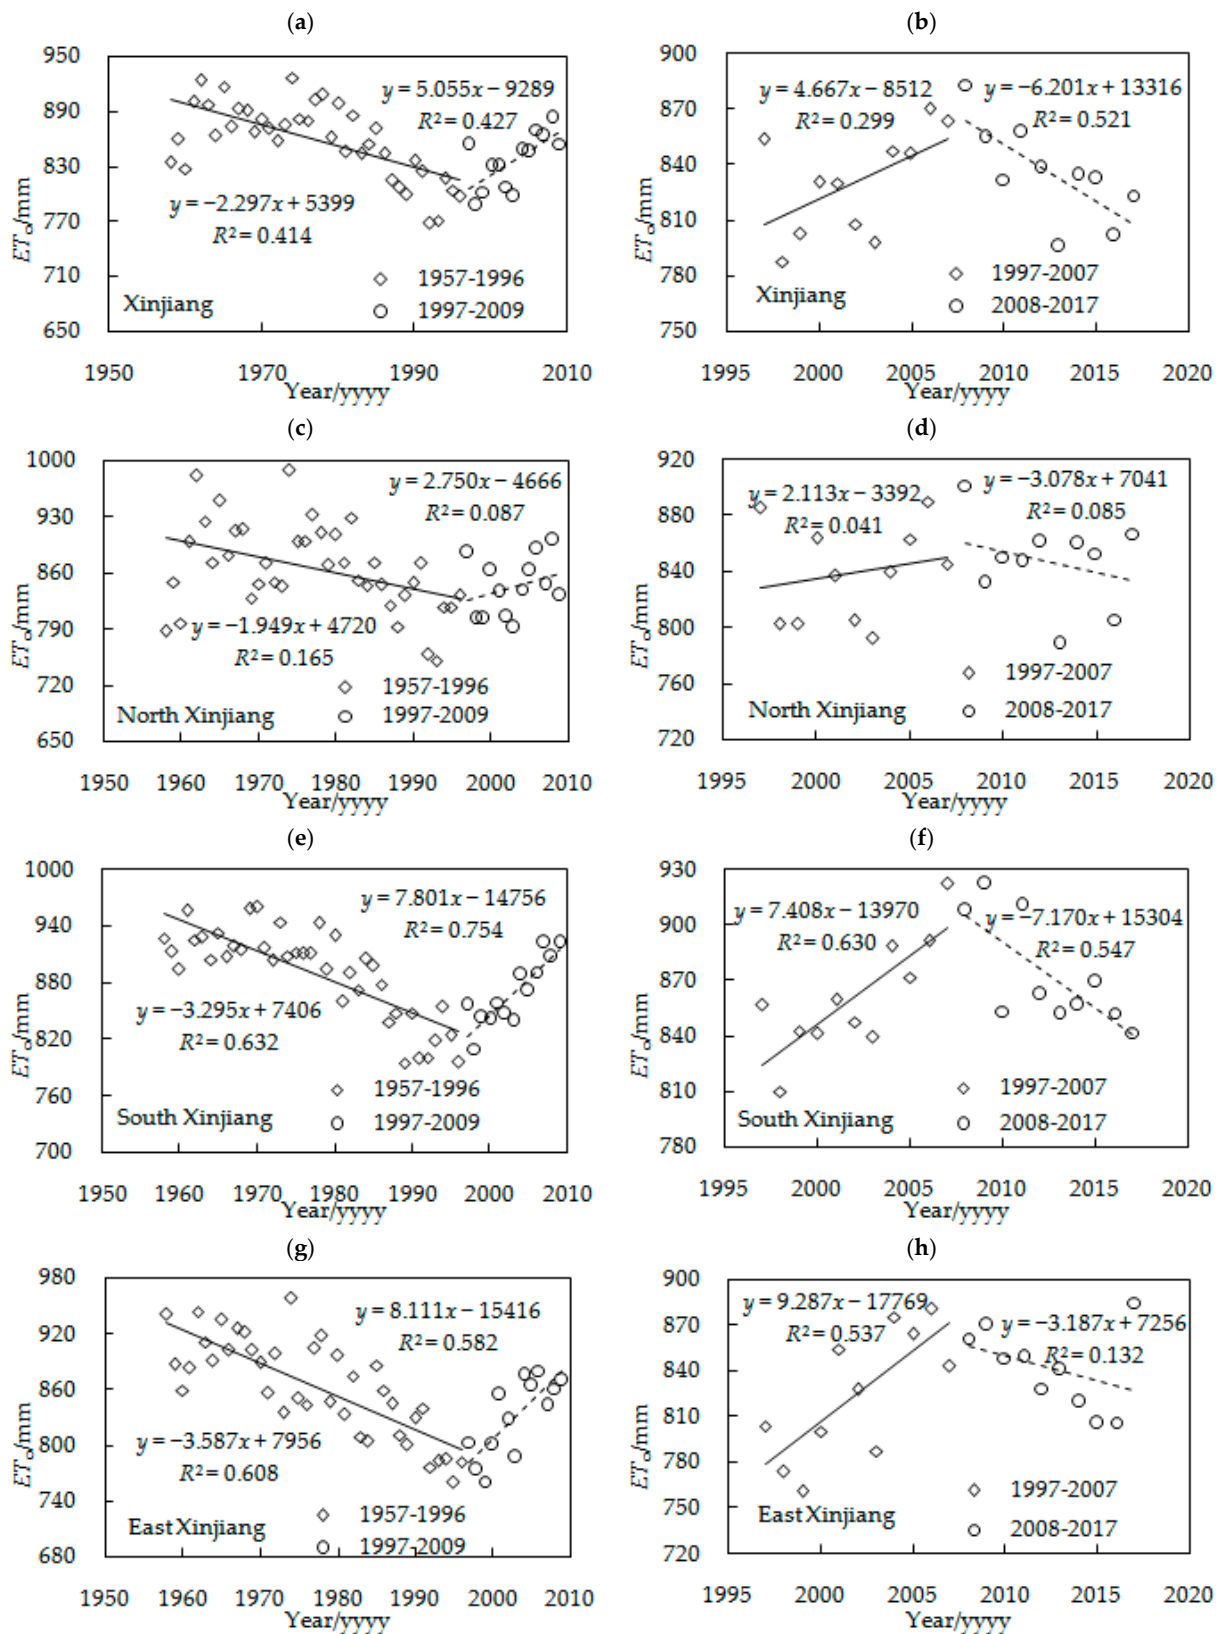 (a)
950
890
830
770
710
650
ETo/mm
y = 5.055x − 9289
R² = 0.427
y = −2.297x + 5399
R² = 0.414
1957-1996
1997-2009
Xinjiang
1950 1970 1990 2010
Year/yyyy
(b)
900
870
840
810
780
750
ETo/mm
y = 4.667x − 8512
R² = 0.299
y = −6.201x + 13316
R² = 0.521
1997-2007
2008-2017
Xinjiang
1995 2000 2005 2010 2015 2020
Year/yyyy
(c)
1000
930
860
790
720
650
ETo/mm
y = 2.750x − 4666
R² = 0.087
y = −1.949x + 4720
R² = 0.165
1957-1996
1997-2009
North Xinjiang
1950 1960 1970 1980 1990 2000 2010
Year/yyyy
(d)
920
880
840
800
760
720
ETo/mm
y = 2.113x − 3392
R² = 0.041
y = −3.078x + 7041
R² = 0.085
1997-2007
2008-2017
North Xinjiang
1995 2000 2005 2010 2015 2020
Year/yyyy
(e)
1000
940
880
820
760
700
ETo/mm
y = 7.801x − 14756
R² = 0.754
y = −3.295x + 7406
R² = 0.632
1957-1996
1997-2009
South Xinjiang
1950 1960 1970 1980 1990 2000 2010
Year/yyyy
(f)
930
900
870
840
810
780
ETo/mm
y = 7.408x − 13970
R² = 0.630
y = −7.170x + 15304
R² = 0.547
1997-2007
2008-2017
South Xinjiang
1995 2000 2005 2010 2015 2020
Year/yyyy
(g)
980
920
860
800
740
680
ETo/mm
y = 8.111x − 15416
R² = 0.582
y = −3.587x + 7956
R² = 0.608
1957-1996
1997-2009
East Xinjiang
1950 1960 1970 1980 1990 2000 2010
Year/yyyy
(h)
900
870
840
810
780
750
720
ETo/mm
y = 9.287x − 17769
R² = 0.537
y = −3.187x + 7256
R² = 0.132
1997-2007
2008-2017
East Xinjiang
1995 2000 2005 2010 2015 2020
Year/yyyy